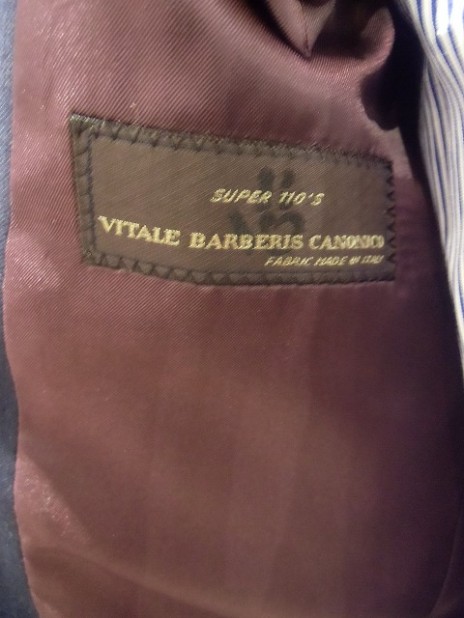 SUPER 110'S
VITALE BARBERIS CANONICO
FABRIC MADE IN ITALY